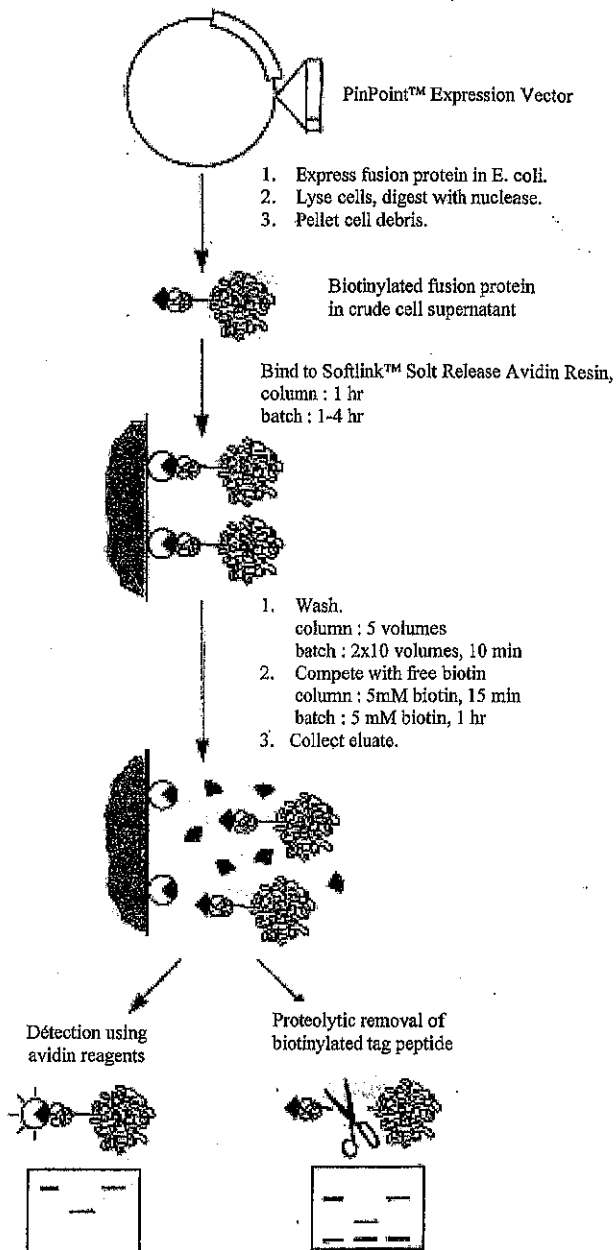 PinPoint™ Expression Vector
1. Express fusion protein in E. coli.
2. Lyse cells, digest with nuclease.
3. Pellet cell debris.
Biotinylated fusion protein
in crude cell supernatant
Bind to Softlink™ Solt Release Avidin Resin,
column : 1 hr
batch : 1-4 hr
1. Wash.
column : 5 volumes
batch : 2x10 volumes, 10 min
2. Compete with free biotin
column : 5mM biotin, 15 min
batch : 5 mM biotin, 1 hr
3. Collect eluate.
Détection using
avidin reagents
Proteolytic removal of
biotinylated tag peptide